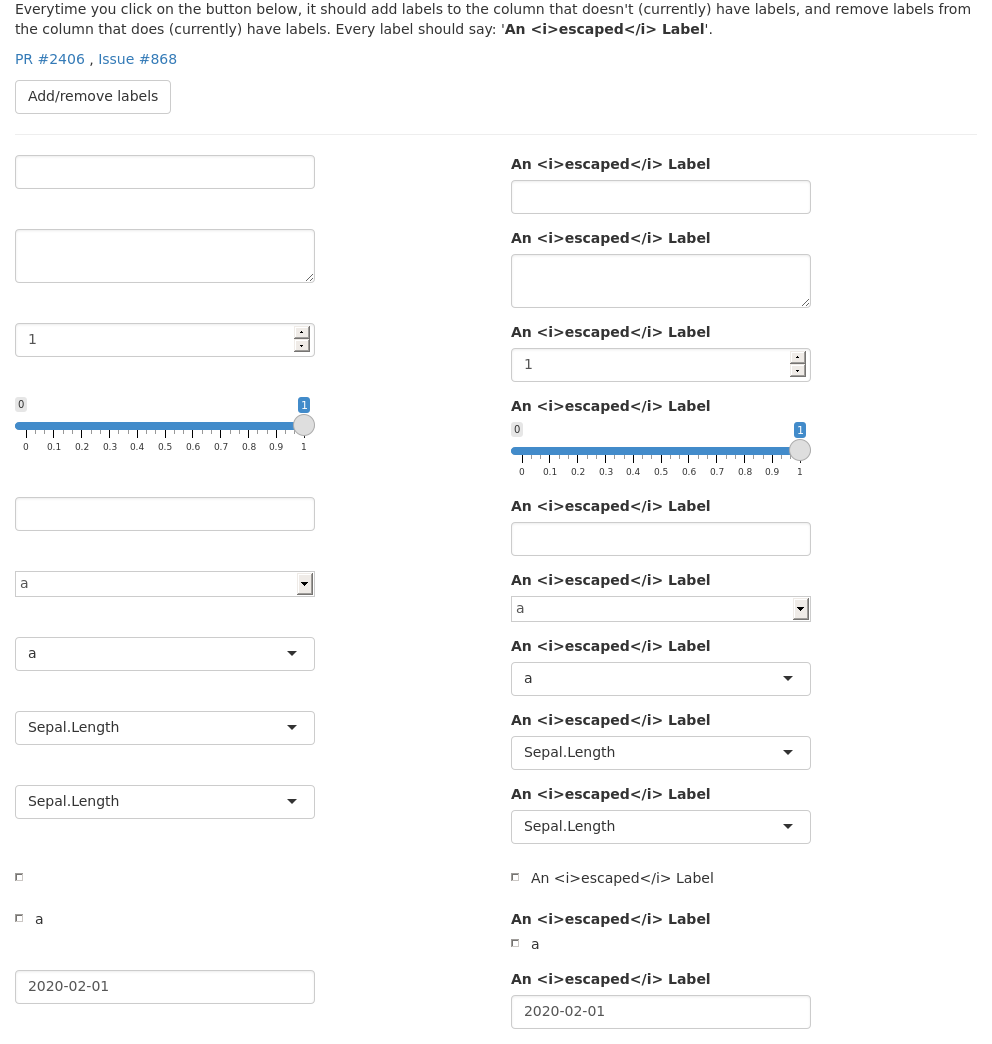 Everytime you click on the button below, it should add labels to the column that doesn't (currently) have labels, and remove labels from
the column that does (currently) have labels. Every label should say: 'An <i>escaped</i> Label'.
PR #2406 , Issue #868
Add/remove labels
An <i>escaped</i> Label
An <i>escaped</i> Label
1
An <i>escaped</i> Label
1
0 1
0 0.1 0.2 0.3 0.4 0.5 0.6 0.7 0.8 0.9 1
An <i>escaped</i> Label
0 1
0 0.1 0.2 0.3 0.4 0.5 0.6 0.7 0.8 0.9 1
An <i>escaped</i> Label
a
An <i>escaped</i> Label
a
a
An <i>escaped</i> Label
a
Sepal.Length
An <i>escaped</i> Label
Sepal.Length
Sepal.Length
An <i>escaped</i> Label
Sepal.Length
An <i>escaped</i> Label
a
An <i>escaped</i> Label
a
2020-02-01
An <i>escaped</i> Label
2020-02-01